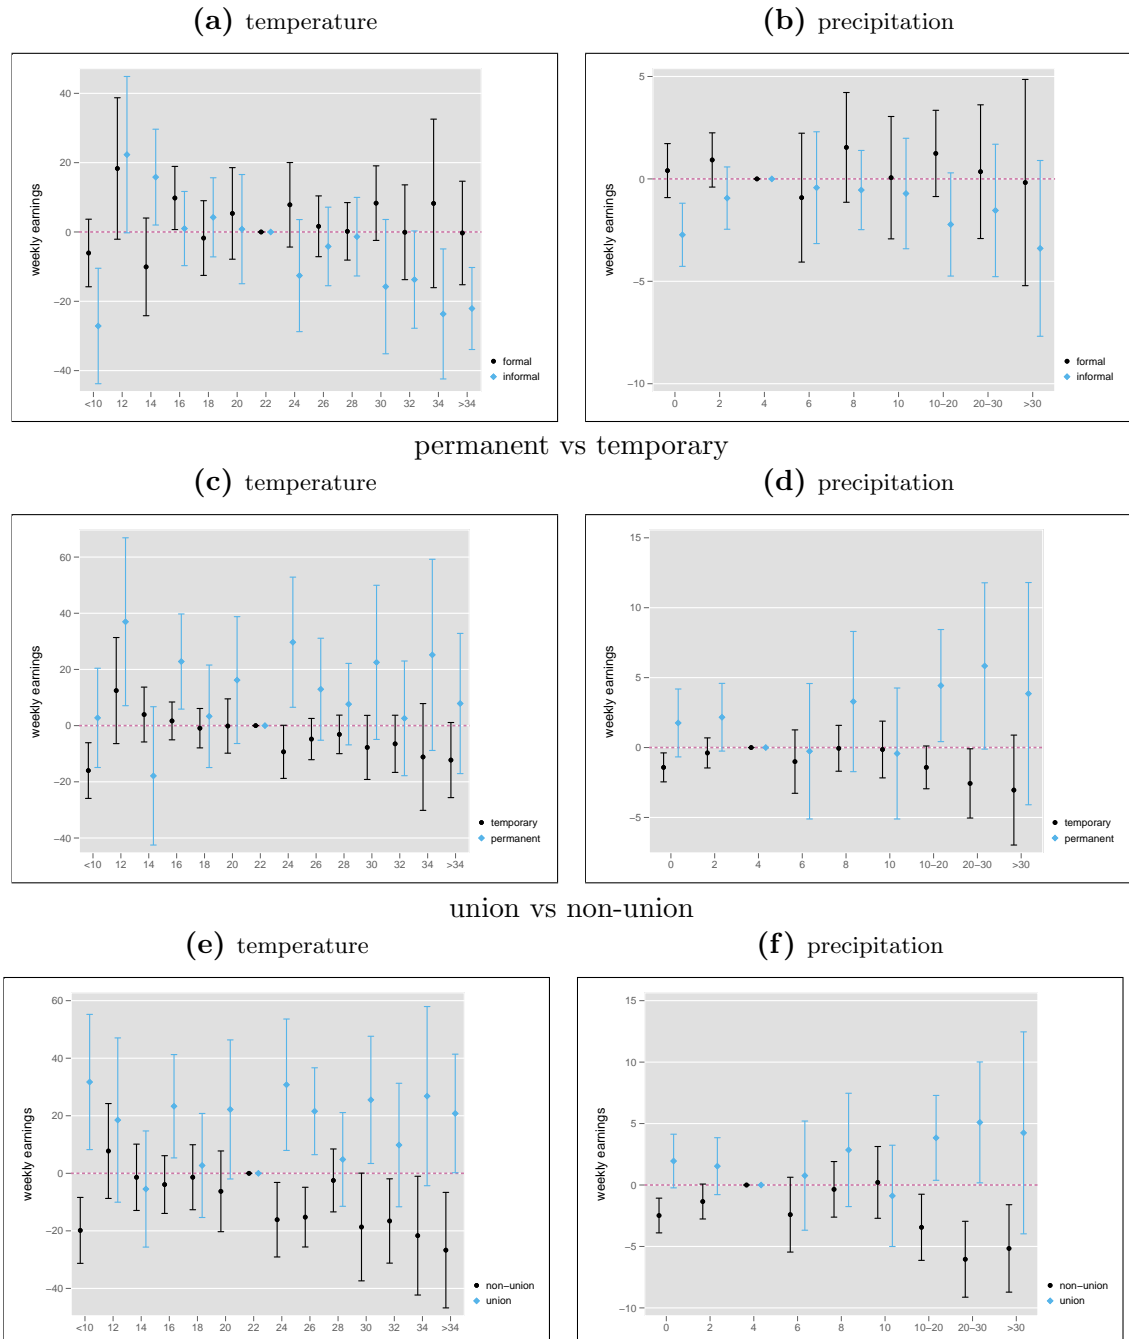 (a) temperature
(b) precipitation
weekly earnings
40
20
0
−20
−40
<10 12 14 16 18 20 22 24 26 28 30 32 34 >34
formal
informal
weekly earnings
5
0
−5
−10
0 2 4 6 8 10 10−20 20−30 >30
formal
informal
permanent vs temporary
(c) temperature
(d) precipitation
weekly earnings
60
40
20
0
−20
−40
<10 12 14 16 18 20 22 24 26 28 30 32 34 >34
temporary
permanent
weekly earnings
15
10
5
0
−5
0 2 4 6 8 10 10−20 20−30 >30
temporary
permanent
union vs non-union
(e) temperature
(f) precipitation
weekly earnings
60
40
20
0
−20
−40
<10 12 14 16 18 20 22 24 26 28 30 32 34 >34
non−union
union
weekly earnings
15
10
5
0
−5
−10
0 2 4 6 8 10 10−20 20−30 >30
non−union
union